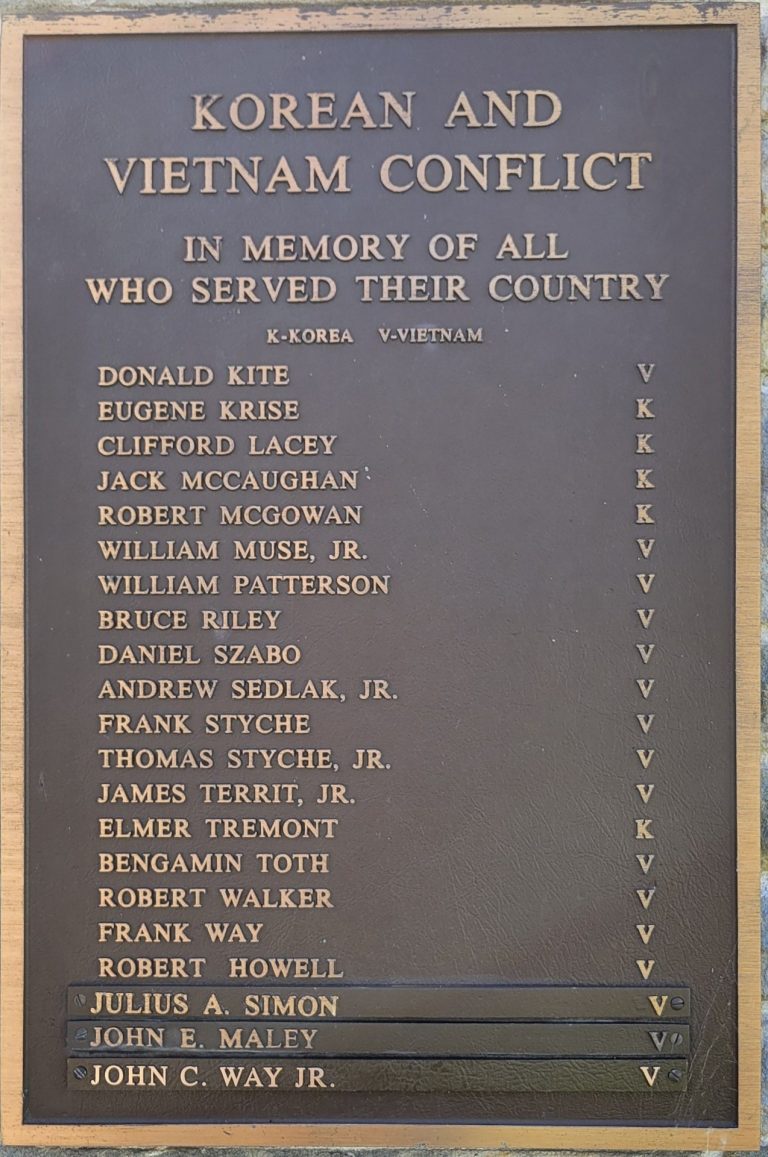 KOREAN AND
VIETNAM CONFLICT
IN MEMORY OF ALL
WHO SERVED THEIR COUNTRY
K-KOREA V-VIETNAM
DONALD KITE V
EUGENE KRISE K
CLIFFORD LACEY K
JACK MCCAUGHAN K
ROBERT MCGOWAN K
WILLIAM MUSE, JR. V
WILLIAM PATTERSON V
BRUCE RILEY V
DANIEL SZABO V
ANDREW SEDLAK, JR. V
FRANK STYCHE V
THOMAS STYCHE, JR. V
JAMES TERRIT, JR. V
ELMER TREMONT K
BENGAMIN TOTH V
ROBERT WALKER V
FRANK WAY V
ROBERT HOWELL V
JULIUS A. SIMON V
JOHN E. MALEY V
JOHN C. WAY JR. V